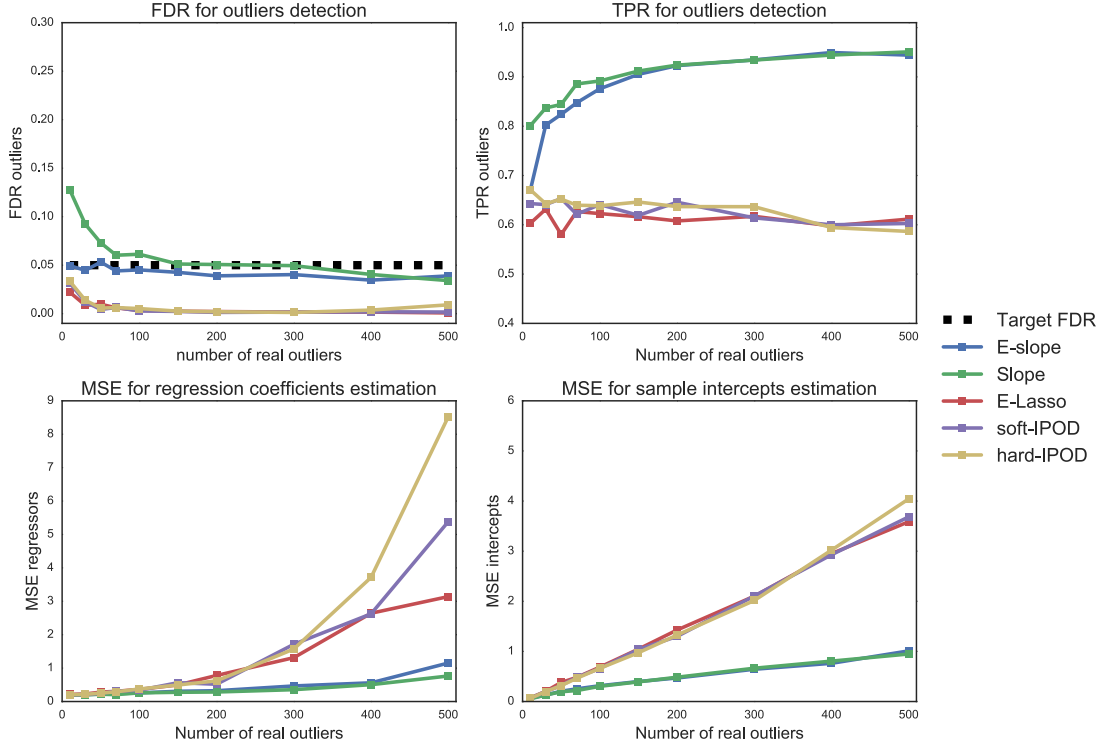 FDR for outliers detection
0.30
0.25
0.20
0.15
0.10
0.05
0.00
FDR outliers
0 100 200 300 400 500
number of real outliers
TPR for outliers detection
1.0
0.9
0.8
0.7
0.6
0.5
0.4
TPR outliers
0 100 200 300 400 500
Number of real outliers
MSE for regression coefficients estimation
9
8
7
6
5
4
3
2
1
0
MSE regressors
0 100 200 300 400 500
Number of real outliers
MSE for sample intercepts estimation
6
5
4
3
2
1
0
MSE intercepts
0 100 200 300 400 500
Number of real outliers
Target FDR
E-slope
Slope
E-Lasso
soft-IPOD
hard-IPOD